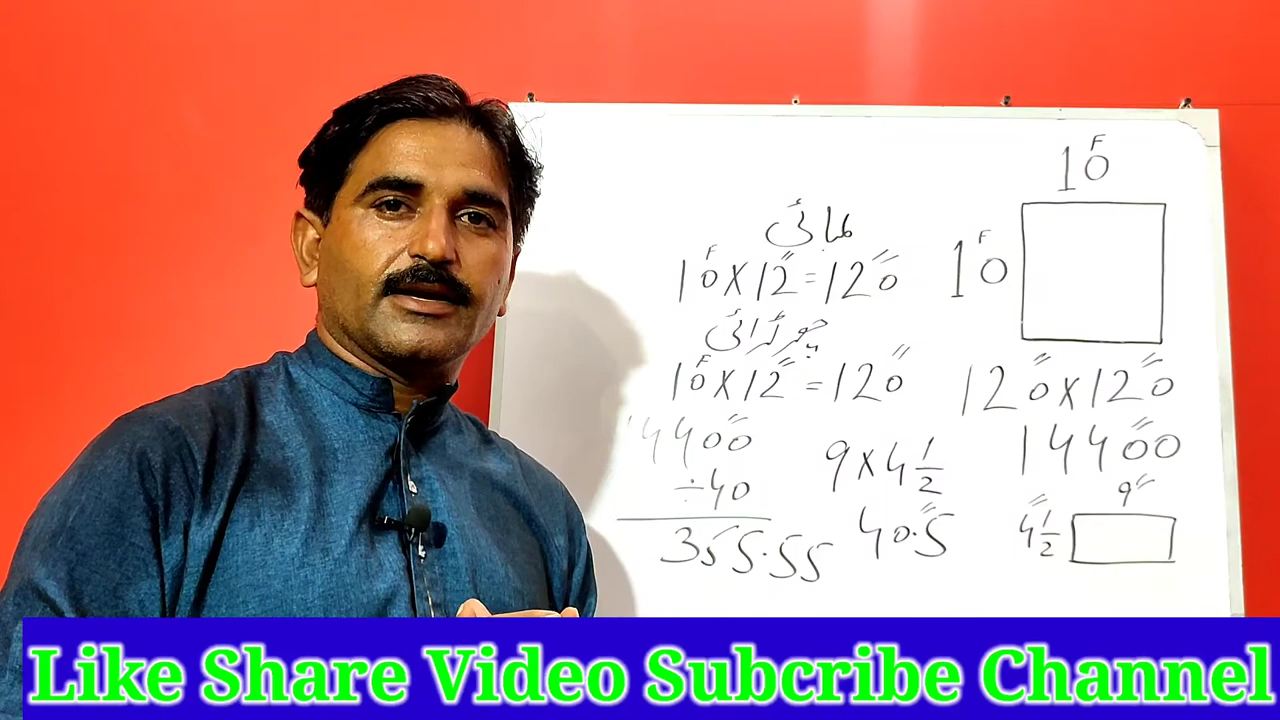 10F
لمبائی
10F x 12" = 120"
10F
چوڑائی
10F x 12" = 120"
120" x 120"
14400"
14400"
÷40
9 x 4 1/2
9"
355.55
40.5"
4 1/2"
Like Share Video Subcribe Channel